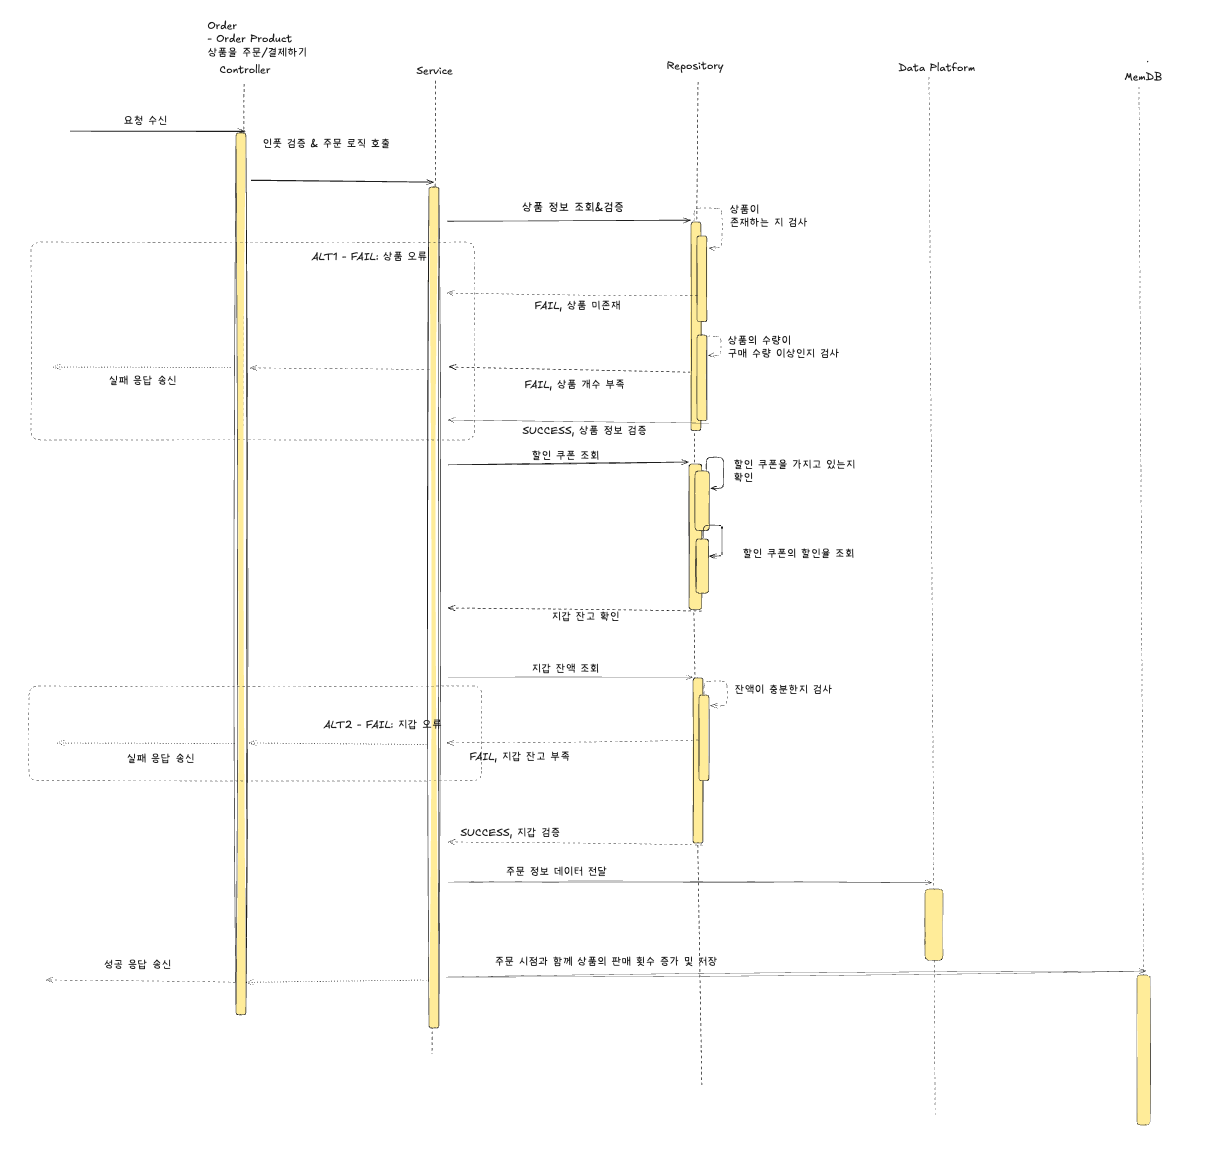 Order
- Order Product
상품을 주문/결제하기
Controller
Service
Repository
Data Platform
MemDB
요청 수신
인풋 검증 & 주문 로직 호출
상품 정보 조회&검증
상품이
존재하는 지 검사
ALT1 - FAIL: 상품 오류
FAIL, 상품 미존재
상품의 수량이
구매 수량 이상인지 검사
실패 응답 송신
FAIL, 상품 개수 부족
SUCCESS, 상품 정보 검증
할인 쿠폰 조회
할인 쿠폰을 가지고 있는지
확인
할인 쿠폰의 할인율 조회
지갑 잔고 확인
지갑 잔액 조회
잔액이 충분한지 검사
ALT2 - FAIL: 지갑 오류
실패 응답 송신
FAIL, 지갑 잔고 부족
SUCCESS, 지갑 검증
주문 정보 데이터 전달
성공 응답 송신
주문 시점과 함께 상품의 판매 횟수 증가 및 저장